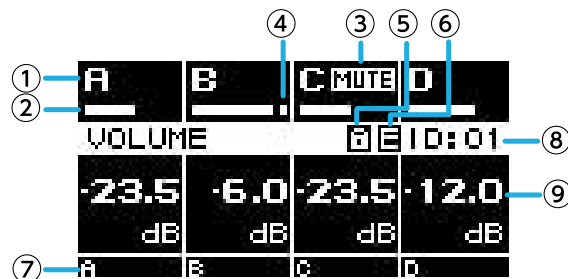 ③ ⑤ ⑥
④
① A B C MUTE D
②
VOLUME E ID:01 ⑧
-23.5 -6.0 -23.5 -12.0 ⑨
dB dB dB dB
⑦ A B C D